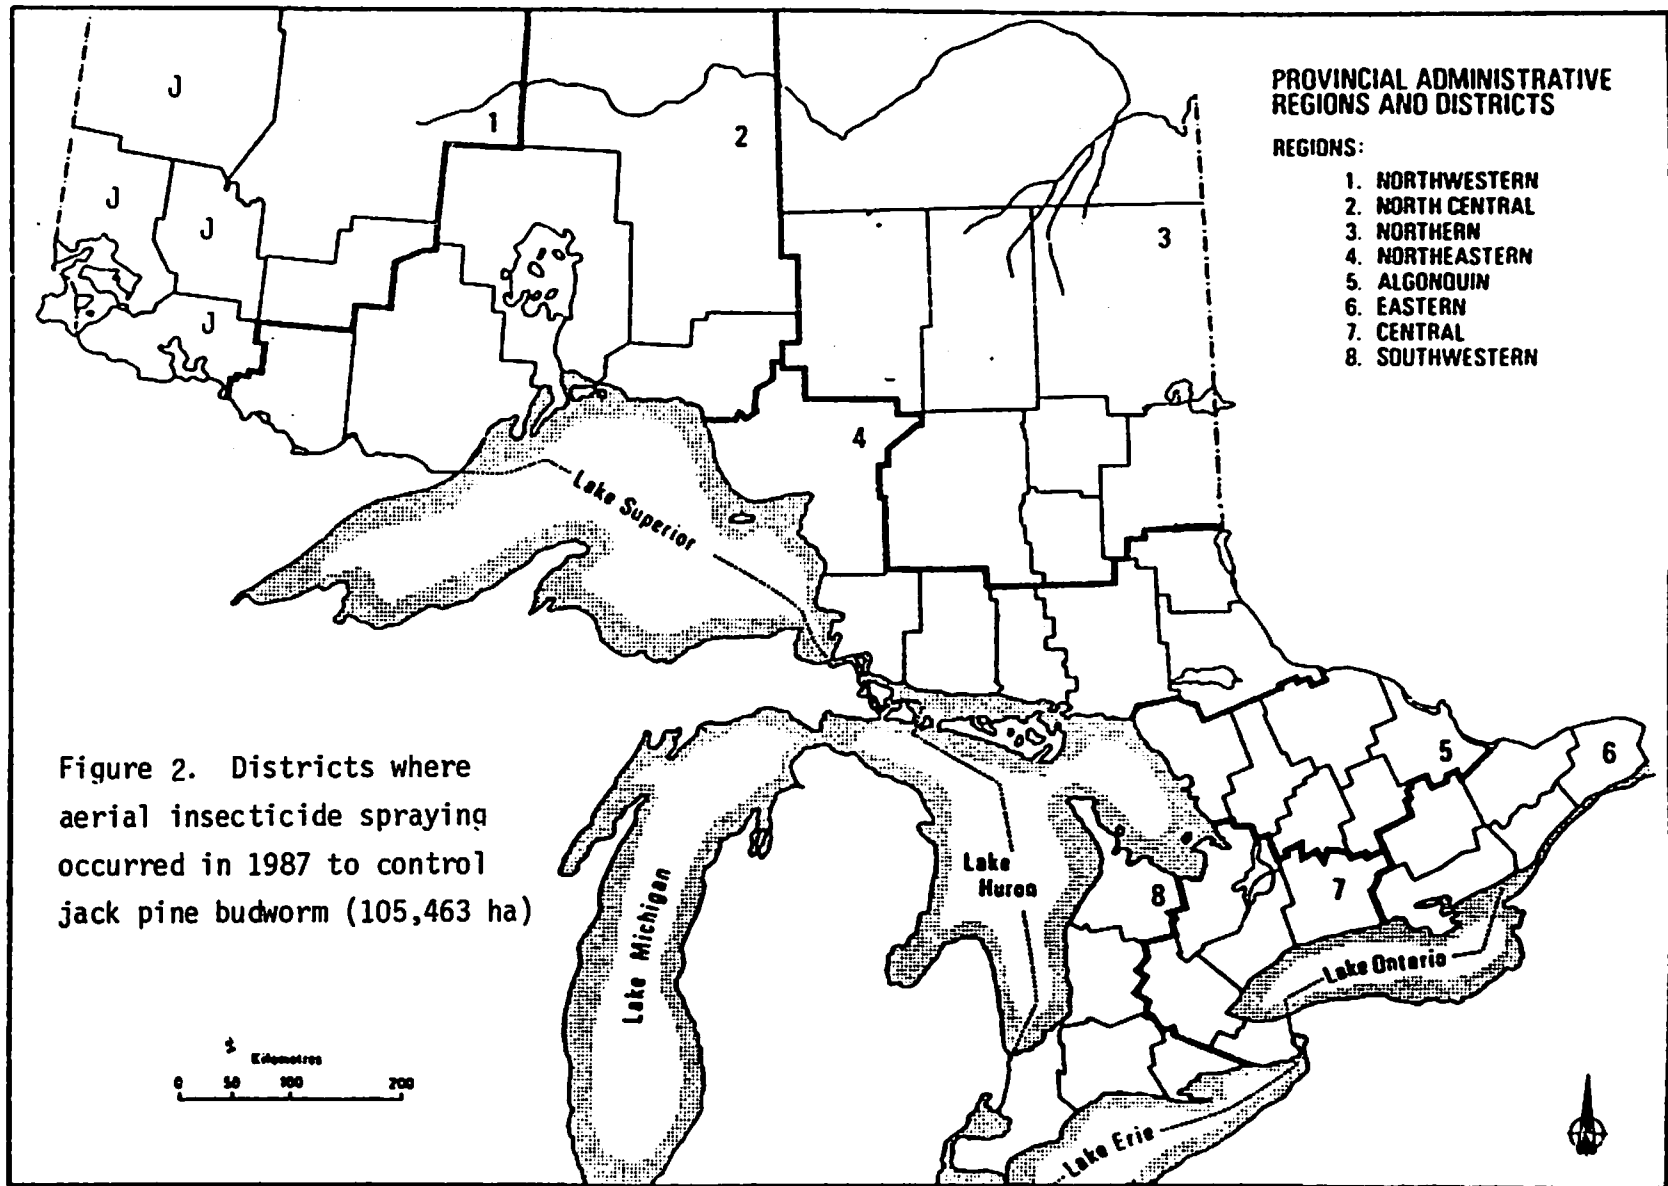 PROVINCIAL ADMINISTRATIVE
REGIONS AND DISTRICTS
REGIONS:
1. NORTHWESTERN
2. NORTH CENTRAL
3. NORTHERN
4. NORTHEASTERN
5. ALGONQUIN
6. EASTERN
7. CENTRAL
8. SOUTHWESTERN
J
1
2
J
J
3
J
4
Lake Superior
5
6
Figure 2. Districts where
aerial insecticide spraying
occurred in 1987 to control
jack pine budworm (105,463 ha)
Lake Michigan
Lake
Huron
8
7
Lake Ontario
Lake Erie
Kilometres
0 50 100 200